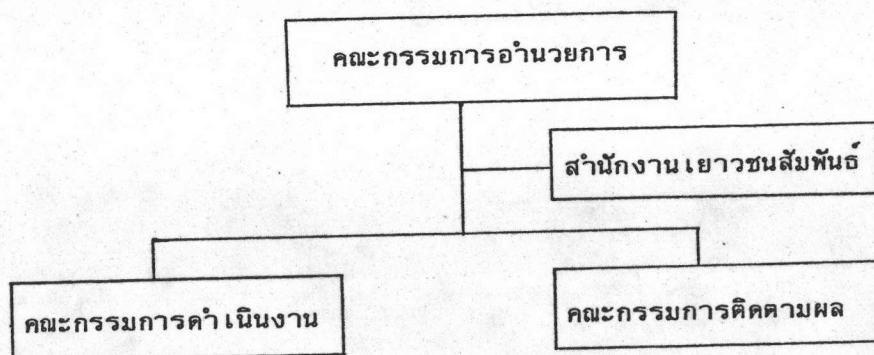 คณะกรรมการอำนวยการ
สำนักงานเยาวชนสัมพันธ์
คณะกรรมการดำเนินงาน
คณะกรรมการติดตามผล